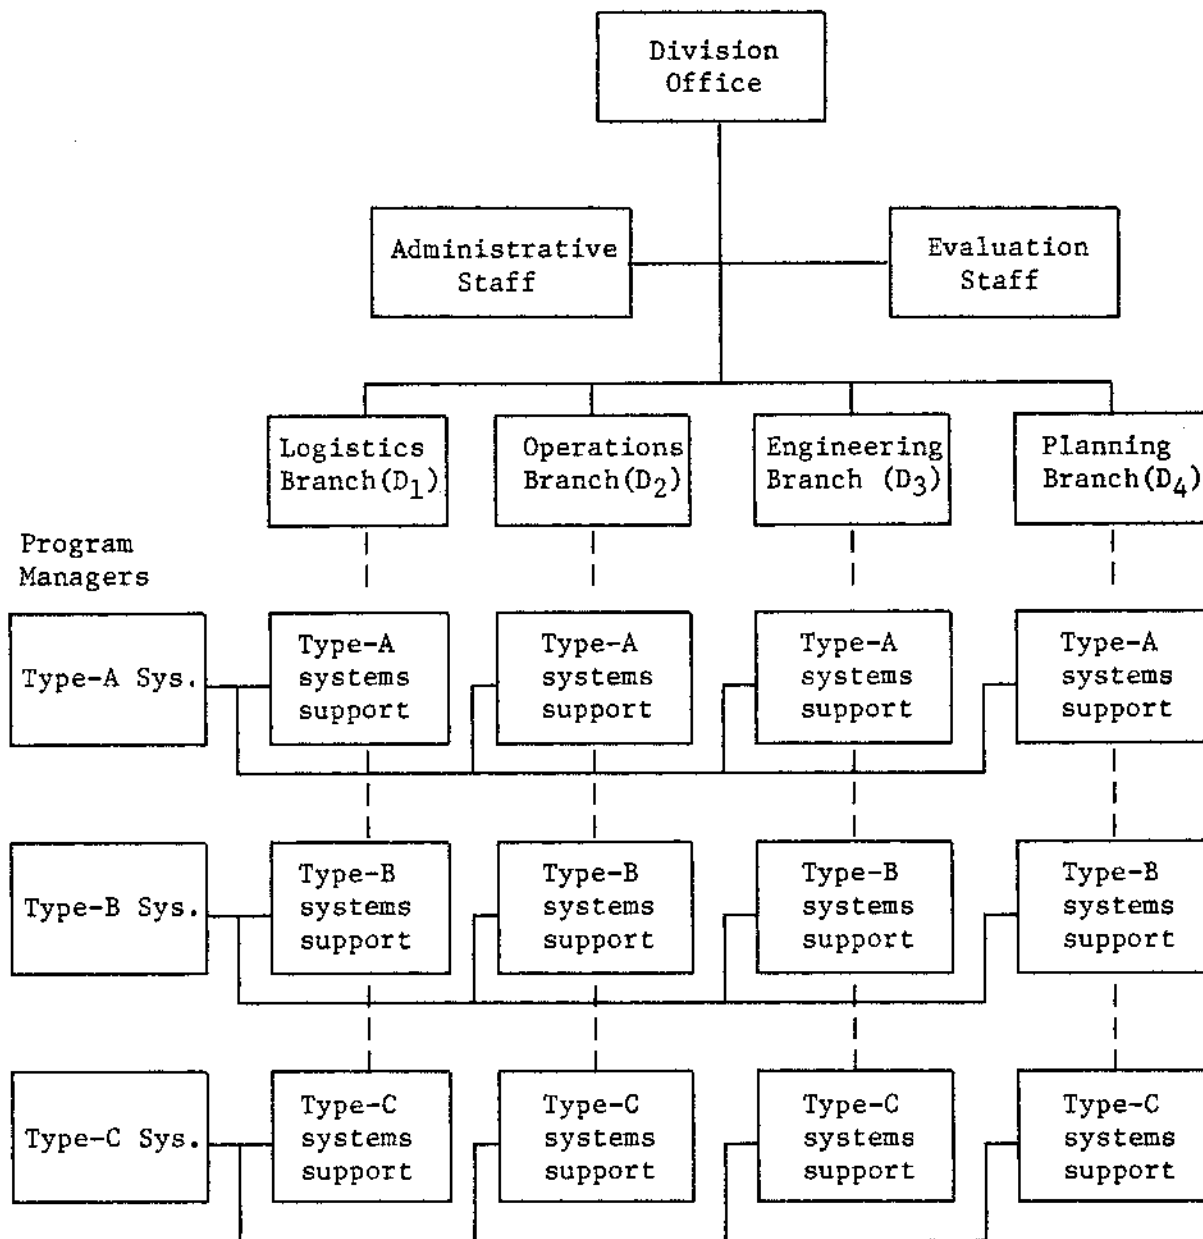 Division
Office
Administrative
Staff
Evaluation
Staff
Logistics
Branch(D1)
Operations
Branch(D2)
Engineering
Branch (D3)
Planning
Branch(D4)
Program
Managers
Type-A Sys.
Type-A
systems
support
Type-A
systems
support
Type-A
systems
support
Type-A
systems
support
Type-B Sys.
Type-B
systems
support
Type-B
systems
support
Type-B
systems
support
Type-B
systems
support
Type-C Sys.
Type-C
systems
support
Type-C
systems
support
Type-C
systems
support
Type-C
systems
support